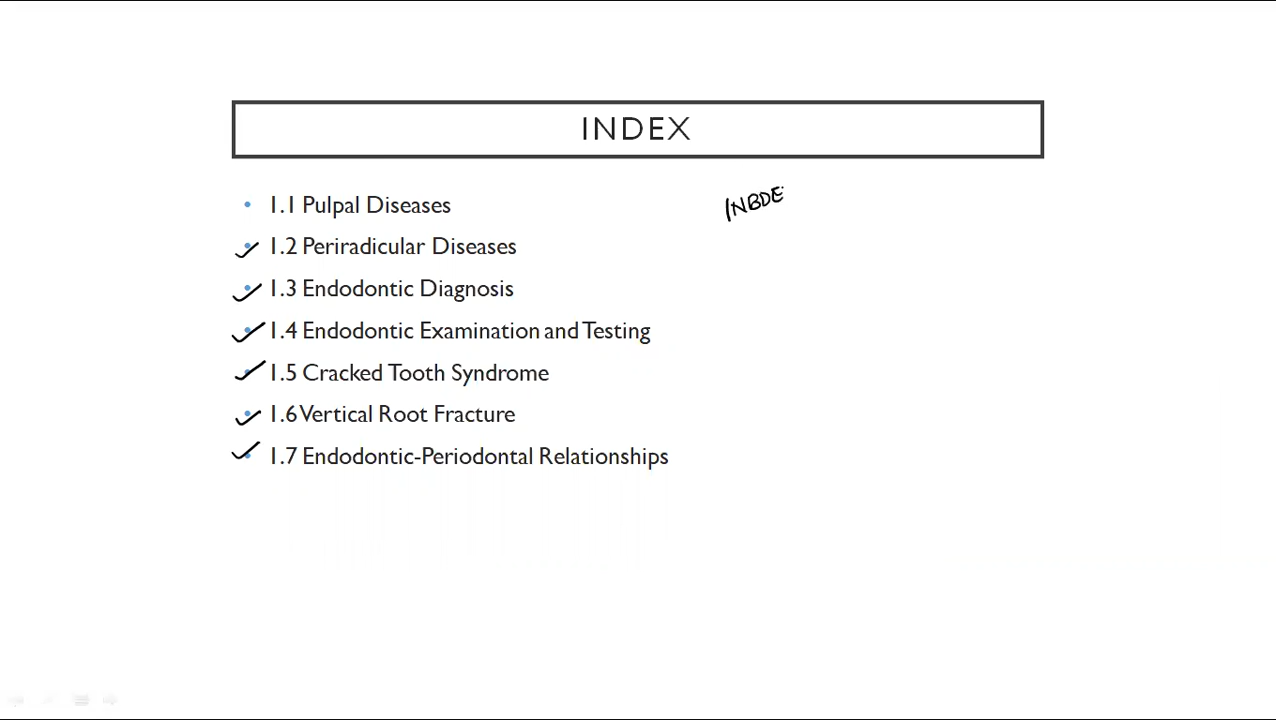 INDEX
1.1 Pulpal Diseases
INBDE
1.2 Periradicular Diseases
1.3 Endodontic Diagnosis
1.4 Endodontic Examination and Testing
1.5 Cracked Tooth Syndrome
1.6 Vertical Root Fracture
1.7 Endodontic-Periodontal Relationships